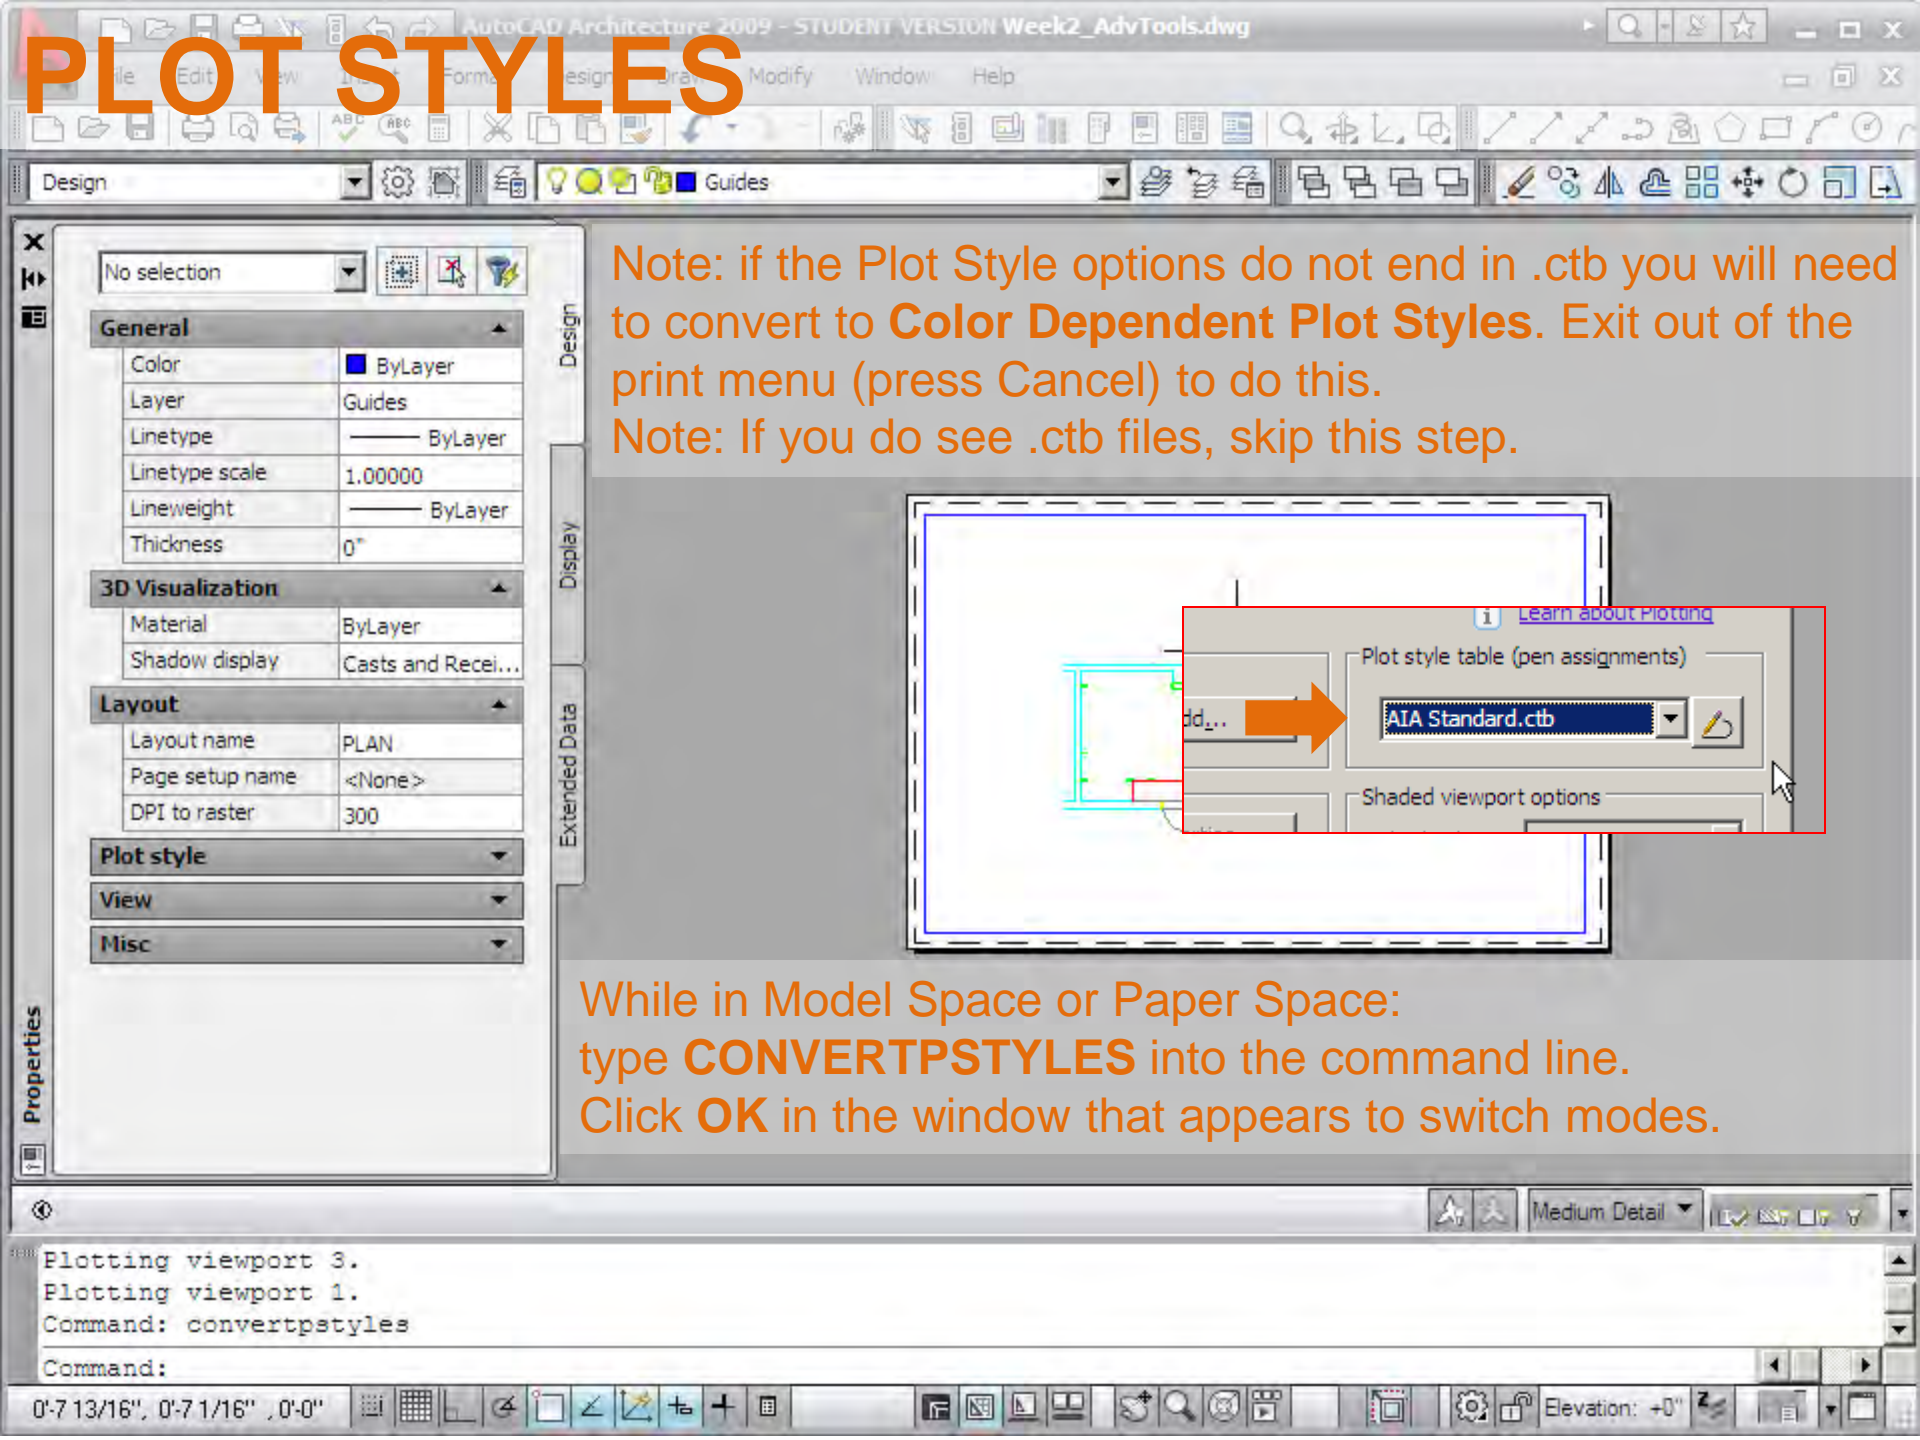 AutoCAD Architecture 2009 - STUDENT VERSION Week2_AdvTools.dwg
PLOT STYLES
Edit Modify Window Help
Design
Guides
No selection
General
Color ByLayer
Layer Guides
Linetype ByLayer
Linetype scale 1.00000
Lineweight ByLayer
Thickness 0"
3D Visualization
Material ByLayer
Shadow display Casts and Recei...
Layout
Layout name PLAN
Page setup name <None>
DPI to raster 300
Plot style
View
Misc
Design
Display
Extended Data
Properties
Note: if the Plot Style options do not end in .ctb you will need
to convert to Color Dependent Plot Styles. Exit out of the
print menu (press Cancel) to do this.
Note: If you do see .ctb files, skip this step.
Learn about Plotting
Plot style table (pen assignments)
dd...
AIA Standard.ctb
Shaded viewport options
While in Model Space or Paper Space:
type CONVERTPSTYLES into the command line.
Click OK in the window that appears to switch modes.
Medium Detail
Plotting viewport 3.
Plotting viewport 1.
Command: convertpstyles
Command:
0'-7 13/16", 0'-7 1/16" , 0'-0"
Elevation: +0"